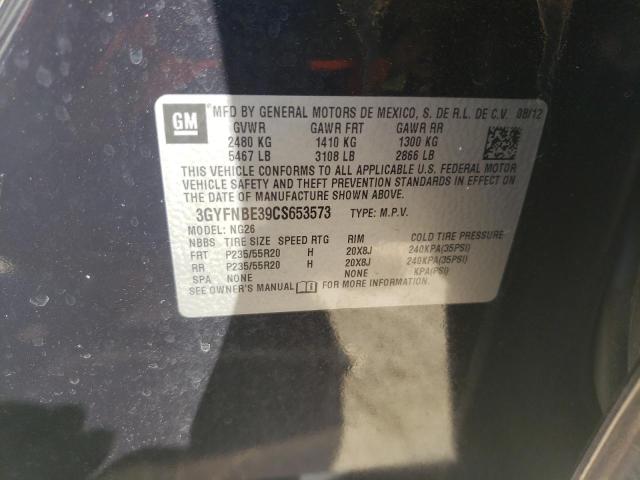 GM MFD BY GENERAL MOTORS DE MEXICO, S. DE R.L. DE C.V. 08/12
GVWR GAWR FRT GAWR RR
2480 KG 1410 KG 1300 KG
5467 LB 3108 LB 2866 LB
THIS VEHICLE CONFORMS TO ALL APPLICABLE U.S. FEDERAL MOTOR
VEHICLE SAFETY AND THEFT PREVENTION STANDARDS IN EFFECT ON
THE DATE OF MANUFACTURE SHOWN ABOVE.
3GYFNBE39CS653573 TYPE: M.P.V.
MODEL: NG26
NBBS TIRE SIZE SPEED RTG RIM COLD TIRE PRESSURE
FRT P235/55R20 H 20X8J 240KPA(35PSI)
RR P235/55R20 H 20X8J 240KPA(35PSI)
SPA NONE NONE KPA(PSI)
SEE OWNER'S MANUAL FOR MORE INFORMATION.